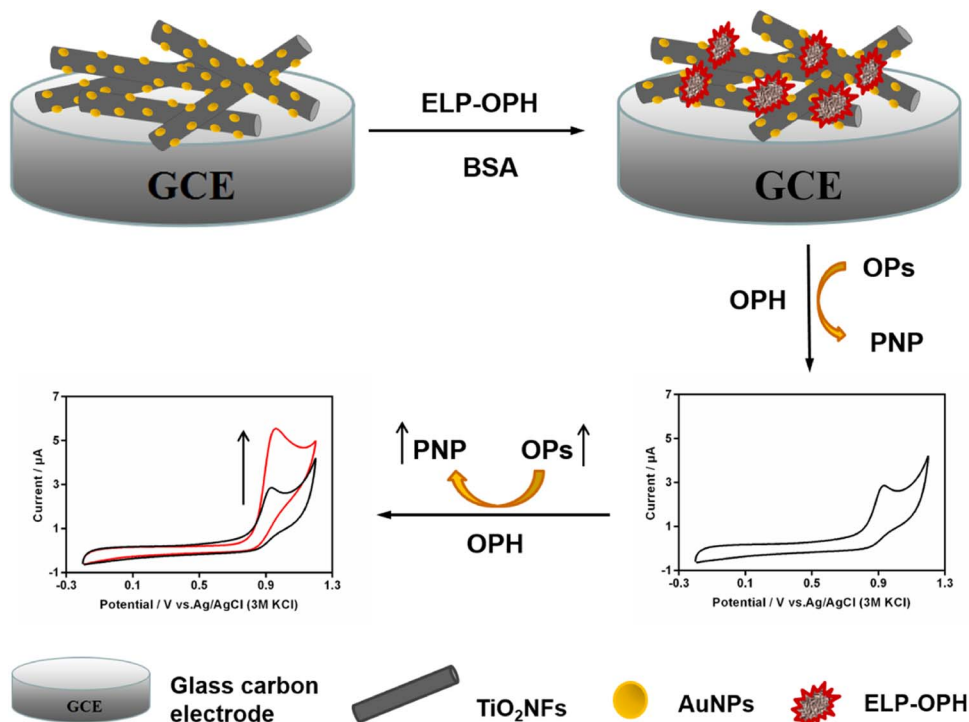 GCE
ELP-OPH
BSA
GCE
OPH
OPs
PNP
7
5
3
1
-1
-0.3
0.1
0.5
0.9
1.3
Current / μA
Potential / V vs.Ag/AgCl (3M KCl)
PNP
OPs
OPH
7
5
3
1
-1
-0.3
0.1
0.5
0.9
1.3
Current / μA
Potential / V vs.Ag/AgCl (3M KCl)
GCE
Glass carbon
electrode
TiO₂NFs
AuNPs
ELP-OPH